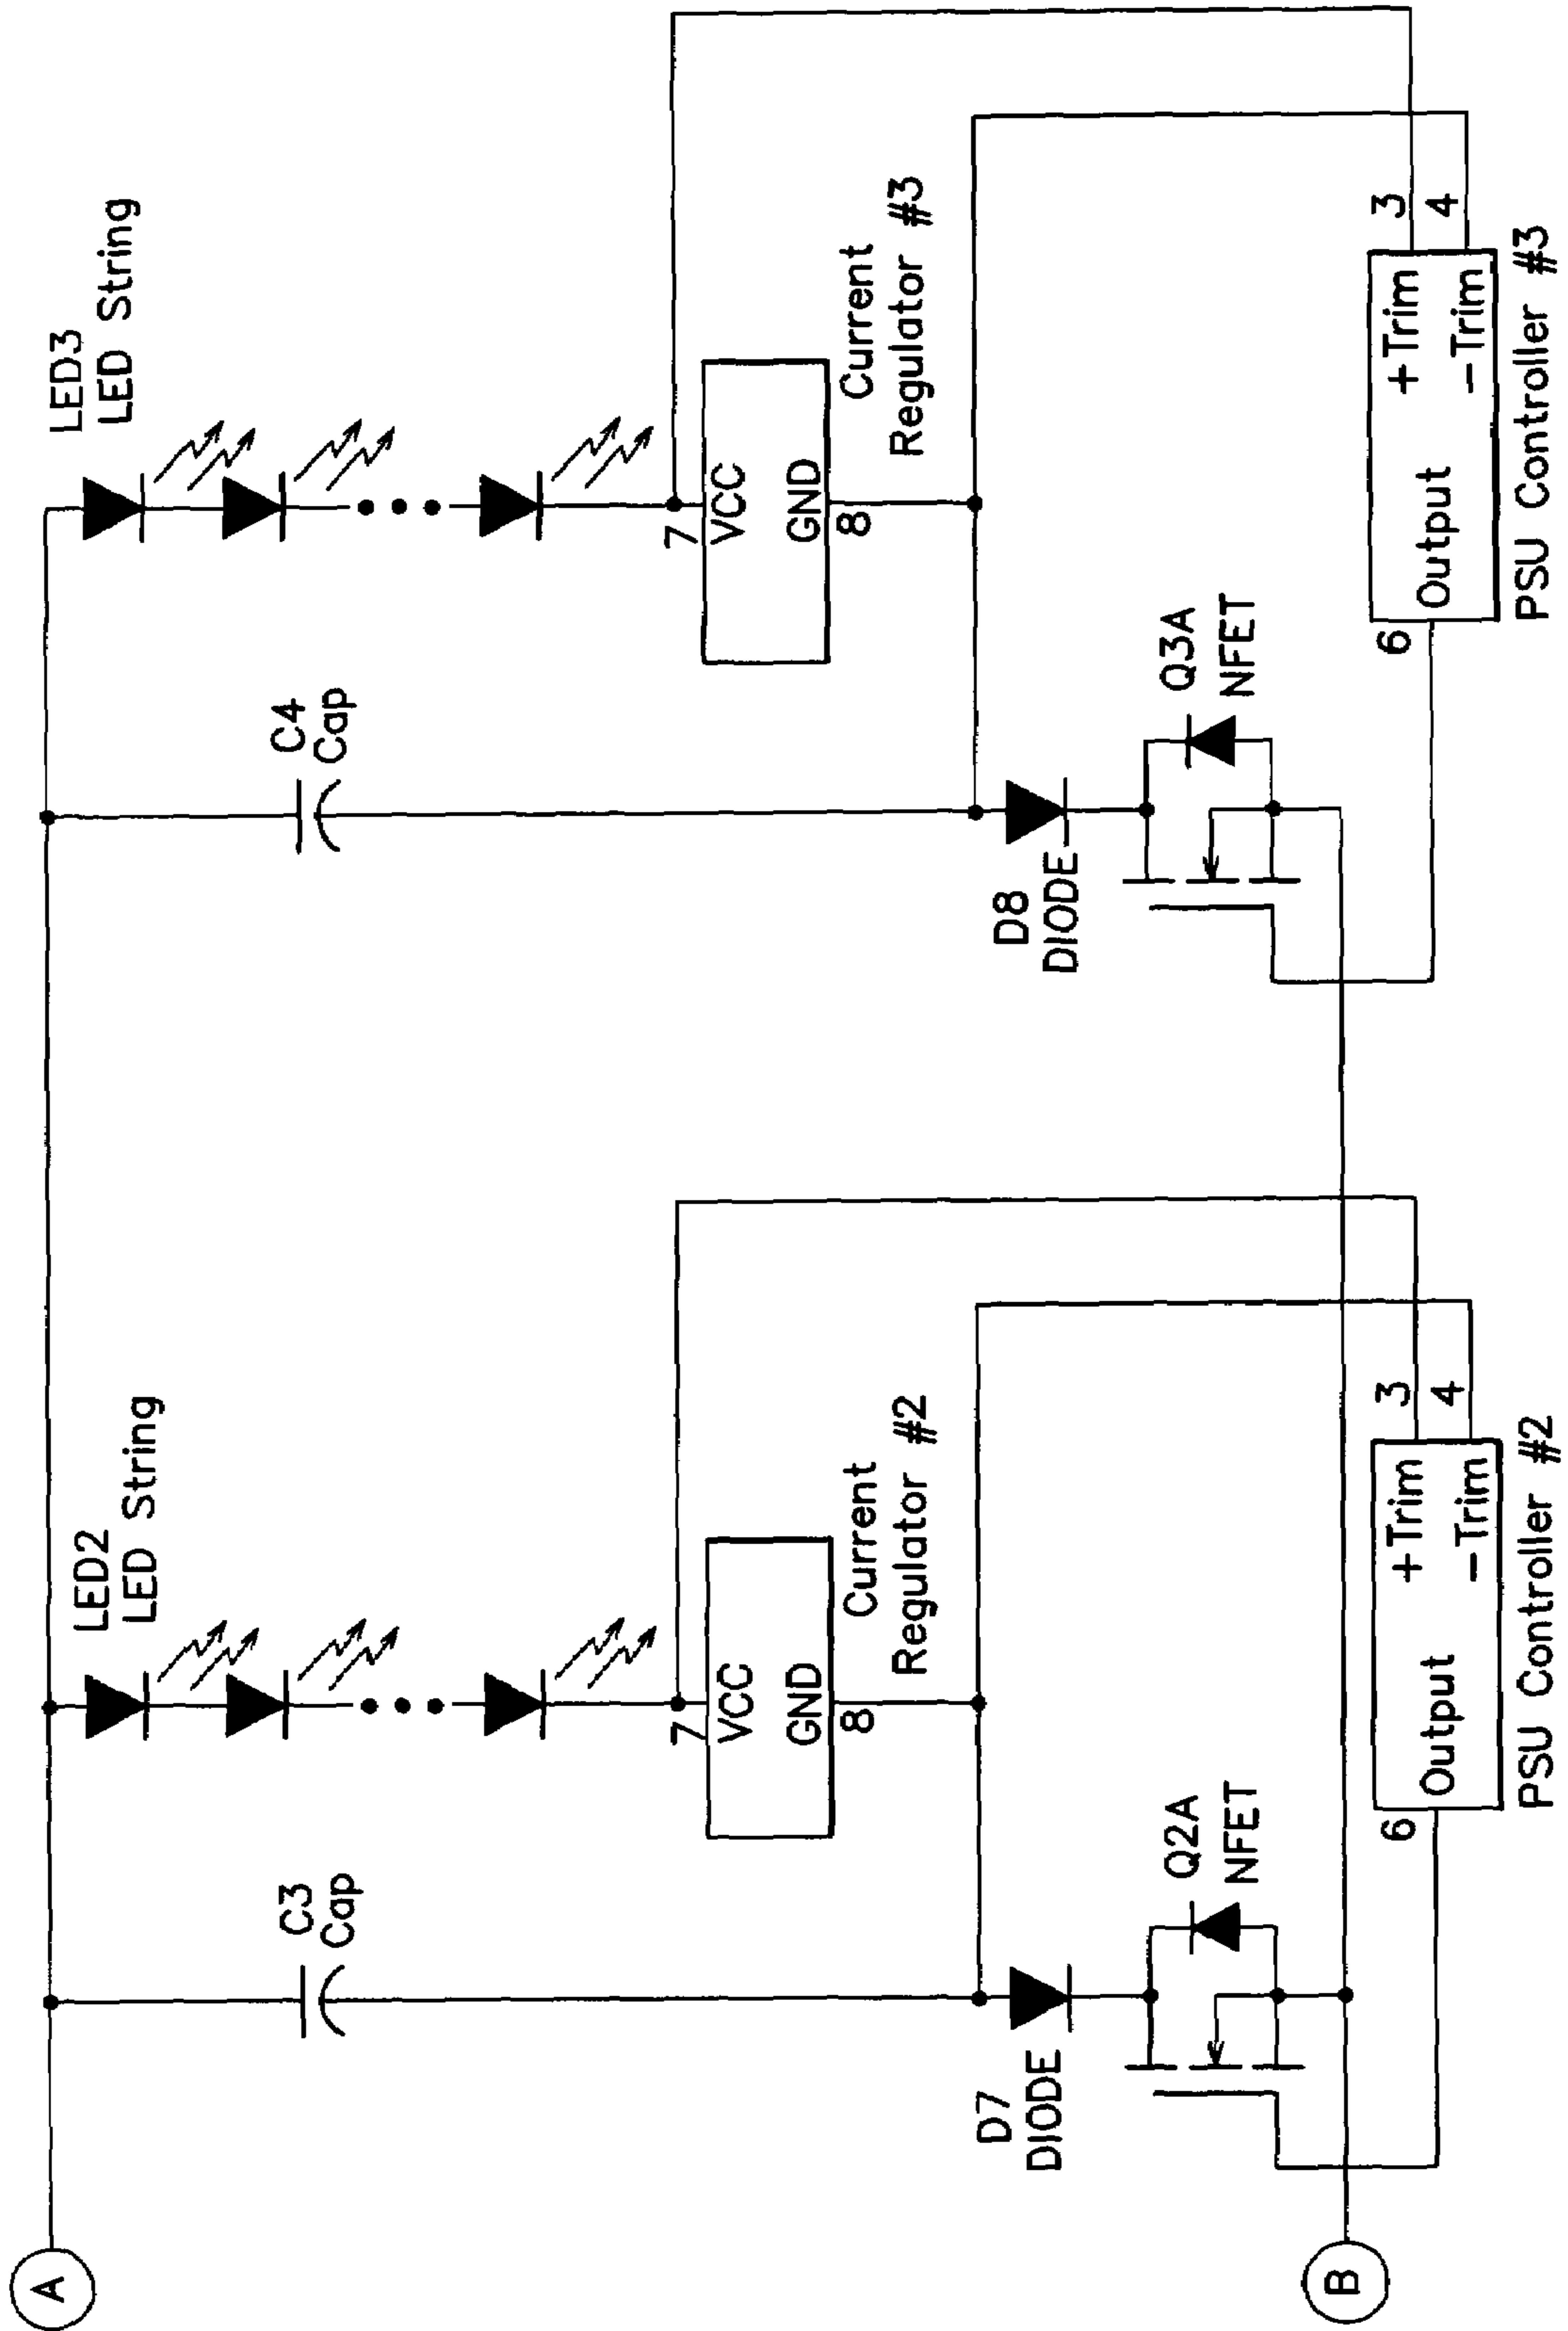 A
B
C3
Cap
LED2
LED String
7
VCC
GND
8
Current
Regulator #2
D7
DIODE
Q2A
NFET
6
Output
+Trim
-Trim
3
4
PSU Controller #2
C4
Cap
LED3
LED String
7
VCC
GND
8
Current
Regulator #3
D8
DIODE
Q3A
NFET
6
Output
+Trim
-Trim
3
4
PSU Controller #3